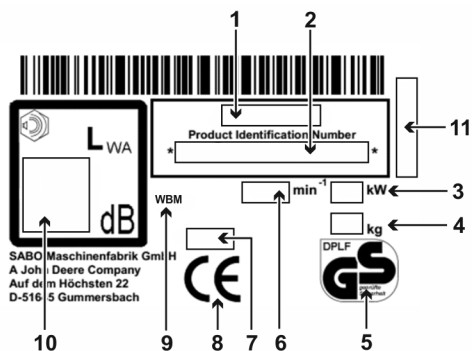 1 2
L WA
Product Identification Number
* *
11
min -1 kW 3
WBM
kg 4
dB
DPLF
SABO Maschinenfabrik GmbH
A John Deere Company
Auf dem Höchsten 22
D-51645 Gummersbach
CE
GS
geprüfte
Sicherheit
10 9 8 7 6 5